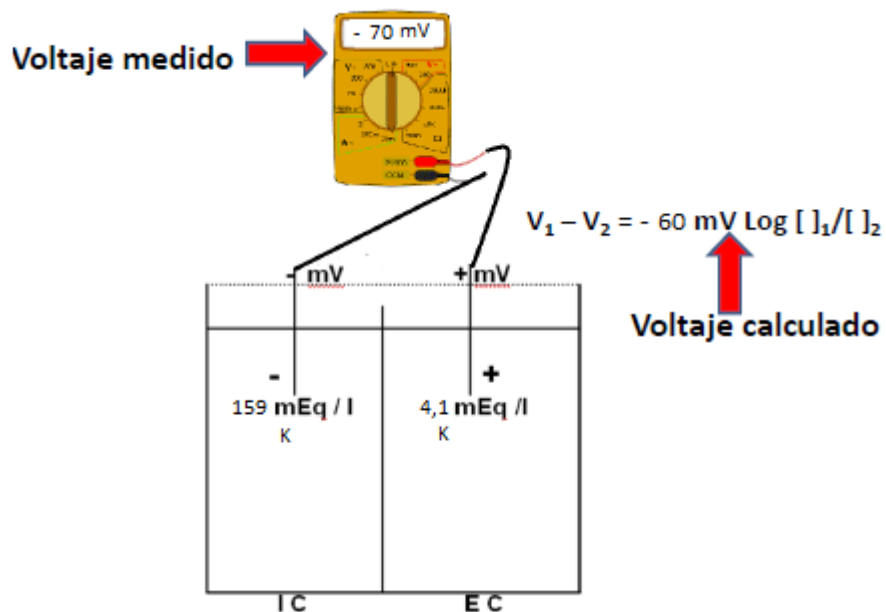 - 70 mV
Voltaje medido
V₁ – V₂ = - 60 mV Log [ ]₁/[ ]₂
Voltaje calculado
- mV
+ mV
-
+
159 mEq / l
K
4,1 mEq /l
K
I C
E C